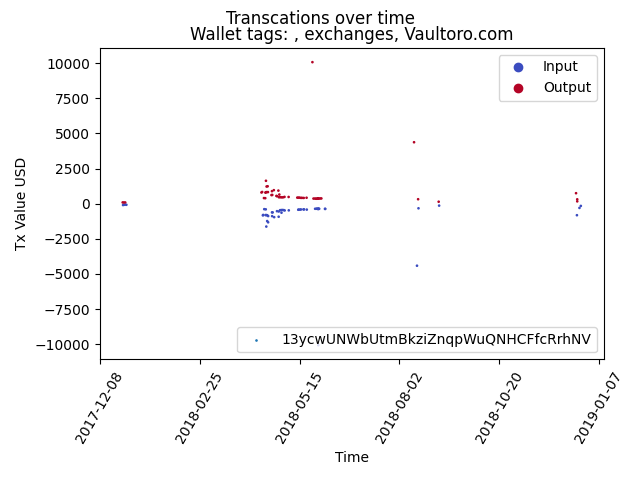 Transcations over time
Wallet tags: , exchanges, Vaultoro.com
Input
Output
10000
7500
5000
2500
0
−2500
−5000
−7500
−10000
Tx Value USD
13ycwUNWbUtmBkziZnqpWuQNHCFfcRrhNV
2017-12-08
2018-02-25
2018-05-15
2018-08-02
2018-10-20
2019-01-07
Time